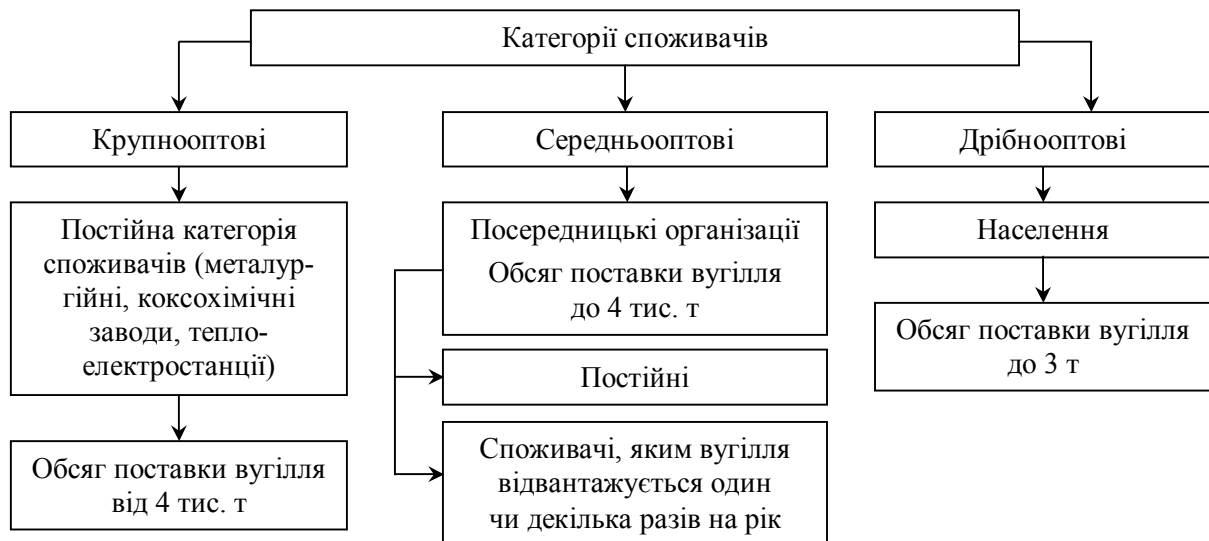 Категорії споживачів
Крупнооптові
Середньооптові
Дрібнооптові
Постійна категорія
споживачів (металур-
гійні, коксохімічні
заводи, тепло-
електростанції)
Обсяг поставки вугілля
від 4 тис. т
Посередницькі організації
Обсяг поставки вугілля
до 4 тис. т
Постійні
Споживачі, яким вугілля
відвантажується один
чи декілька разів на рік
Населення
Обсяг поставки вугілля
до 3 т